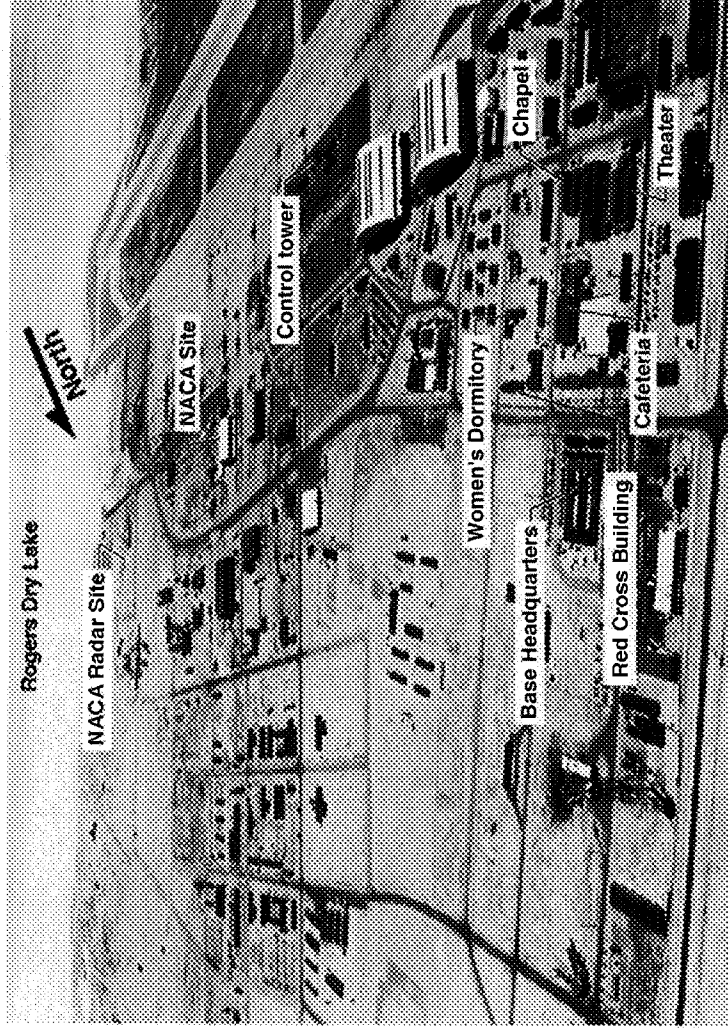 Rogers Dry Lake
North
NACA Radar Site
NACA Site
Control tower
Women's Dormitory
Chapel
Base Headquarters
Red Cross Building
Cafeteria
Theater